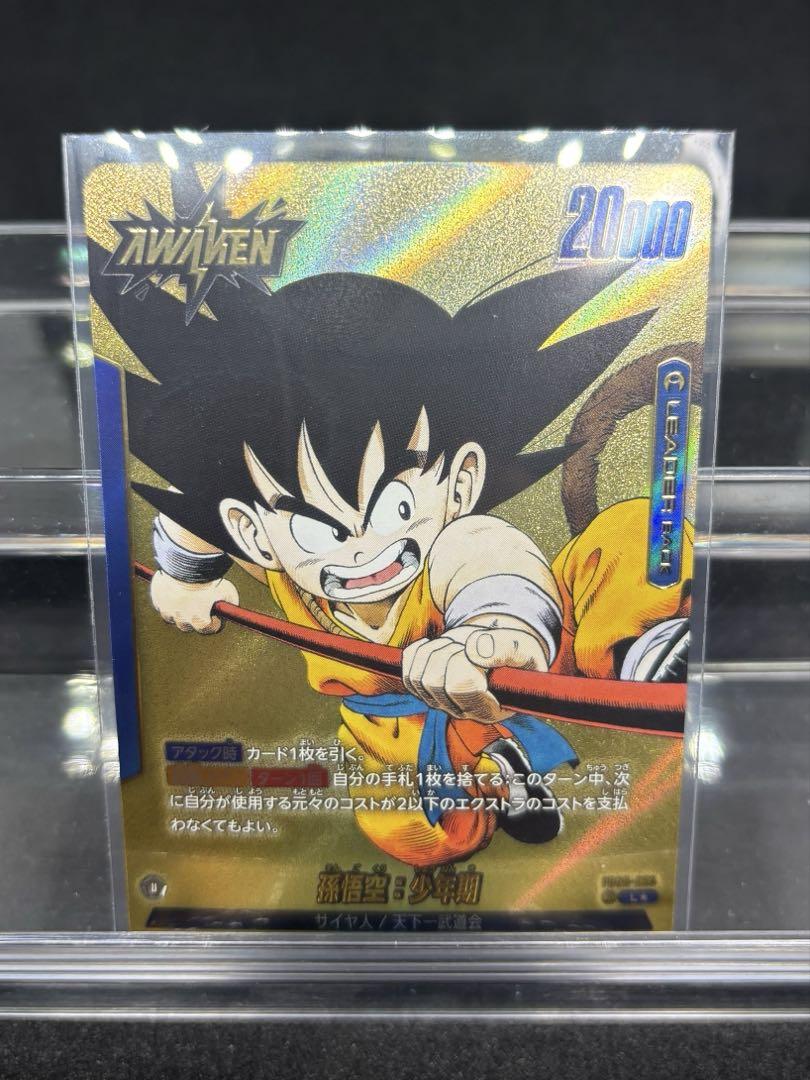 AWAKEN
20000
LEADER PACK
アタック時 カード1枚を引く。
ターン1回 自分の手札1枚を捨てる:このターン中、次
に自分が使用する元々のコストが2以下のエクストラのコストを支払
わなくてもよい。
孫悟空:少年期
L★
サイヤ人 / 天下一武道会